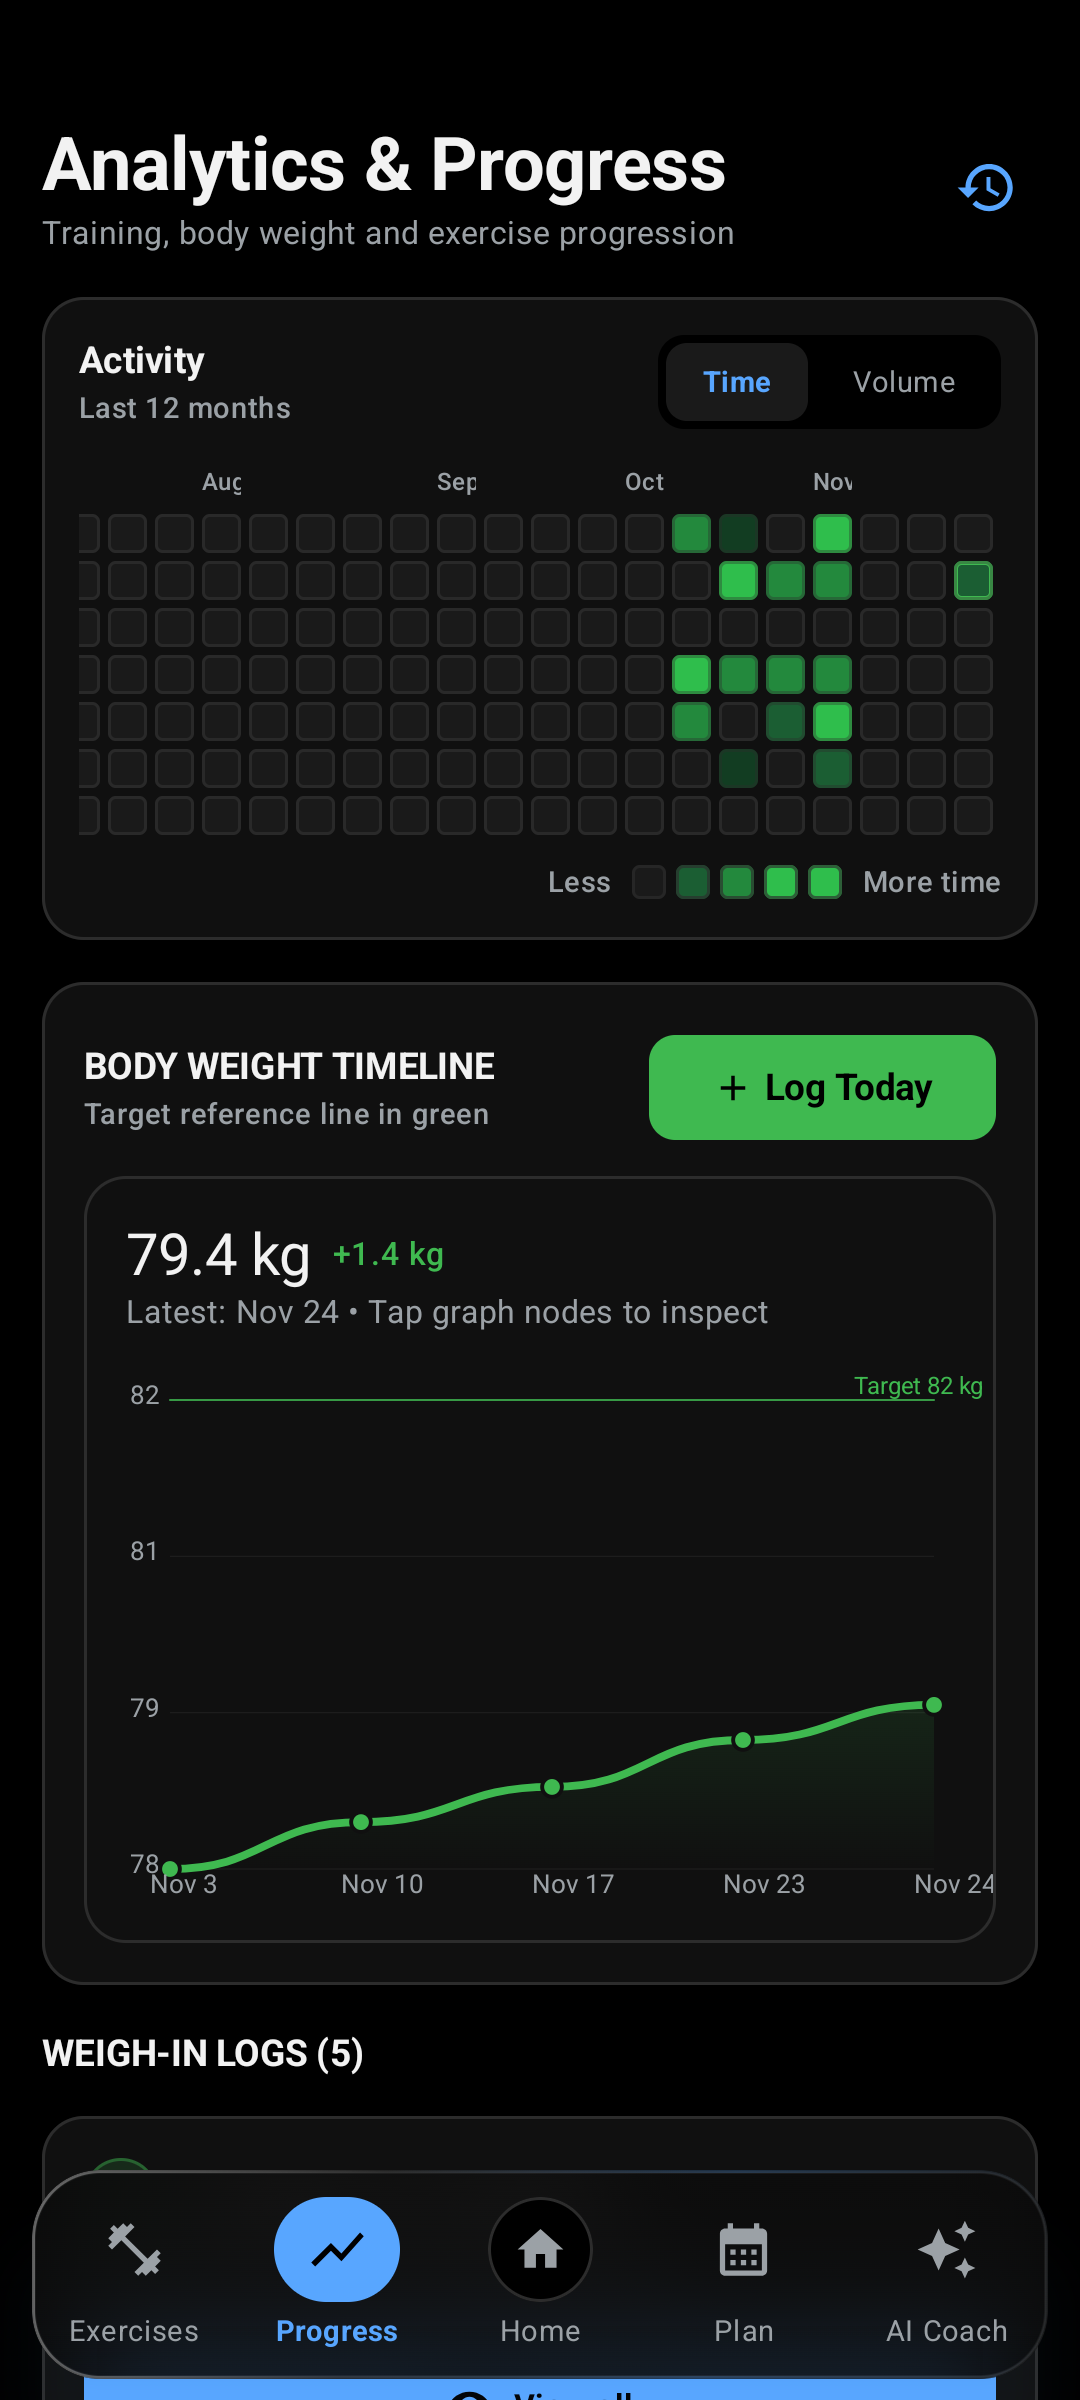 Analytics & Progress
Training, body weight and exercise progression
Activity
Last 12 months
Time
Volume
Aug
Sep
Oct
Nov
Less
More time
BODY WEIGHT TIMELINE
Target reference line in green
+ Log Today
79.4 kg +1.4 kg
Latest: Nov 24 • Tap graph nodes to inspect
Target 82 kg
82
81
79
78
Nov 3
Nov 10
Nov 17
Nov 23
Nov 24
WEIGH-IN LOGS (5)
Exercises
Progress
Home
Plan
AI Coach